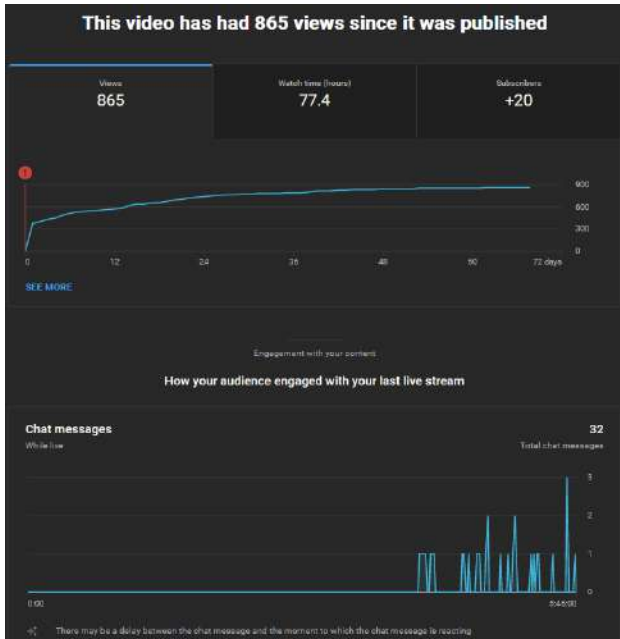 This video has had 865 views since it was published
Views
865
Watch time (hours)
77.4
Subscribers
+20
900
600
300
0
0 12 24 36 48 60 72 days
SEE MORE
Engagement with your content
How your audience engaged with your last live stream
Chat messages
32
While live
Total chat messages
3
2
1
0
0:00
There may be a delay between the chat message and the moment to which the chat message is reacting